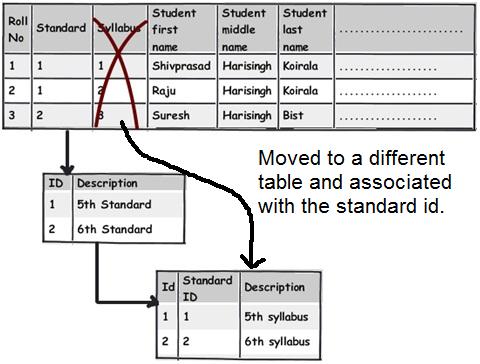 Roll No Standard Syllabus Student first name Student middle name Student last name ........................
1 1 1 Shivprasad Harisingh Koirala ...................
2 1 2 Raju Harisingh Koirala ......................
3 2 3 Suresh Harisingh Bist ......................
Moved to a different
table and associated
with the standard id.
ID Description
1 5th Standard
2 6th Standard
Id Standard ID Description
1 1 5th syllabus
2 2 6th syllabus